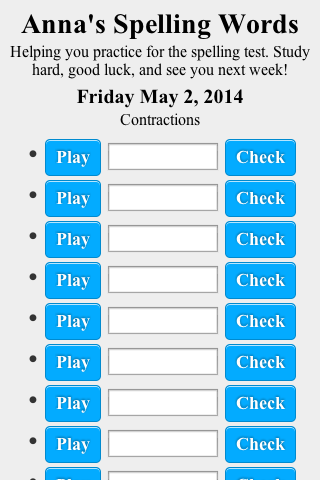 Anna's Spelling Words
Helping you practice for the spelling test. Study
hard, good luck, and see you next week!
Friday May 2, 2014
Contractions
Play Check
Play Check
Play Check
Play Check
Play Check
Play Check
Play Check
Play Check